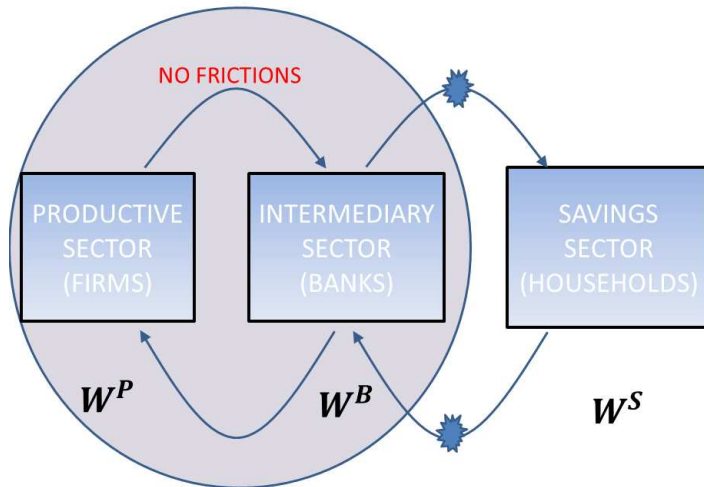 NO FRICTIONS
PRODUCTIVE
SECTOR
(FIRMS)
INTERMEDIARY
SECTOR
(BANKS)
SAVINGS
SECTOR
(HOUSEHOLDS)
W^P
W^B
W^S